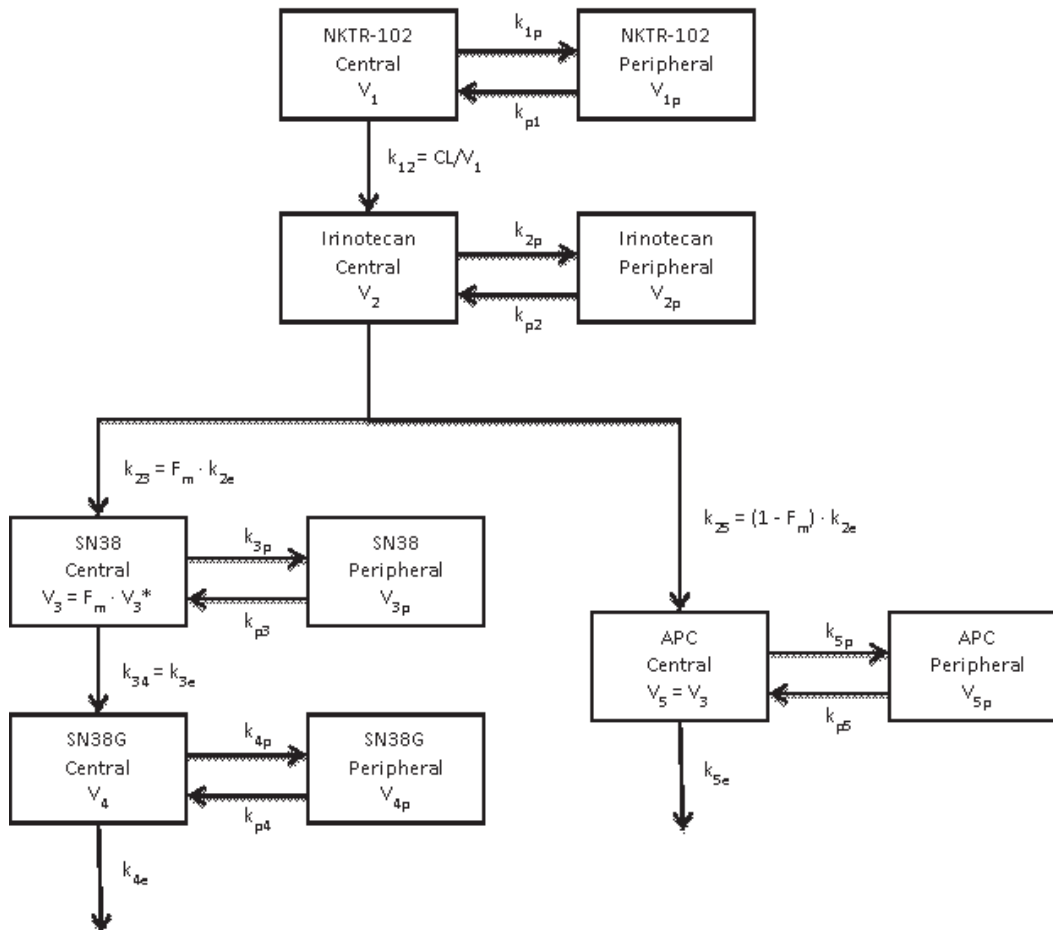 NKTR-102
Central
V₁
k₁ₚ
kₚ₁
NKTR-102
Peripheral
V₁ₚ
k₁₂ = CL/V₁
Irinotecan
Central
V₂
k₂ₚ
kₚ₂
Irinotecan
Peripheral
V₂ₚ
k₂₃ = Fₘ · k₂ₑ
k₂₅ = (1 - Fₘ) · k₂ₑ
SN38
Central
V₃ = Fₘ · V₃*
k₃ₚ
kₚ₃
SN38
Peripheral
V₃ₚ
k₃₄ = k₃ₑ
APC
Central
V₅ = V₃
k₅ₚ
kₚ₅
APC
Peripheral
V₅ₚ
SN38G
Central
V₄
k₄ₚ
kₚ₄
SN38G
Peripheral
V₄ₚ
k₅ₑ
k₄ₑ